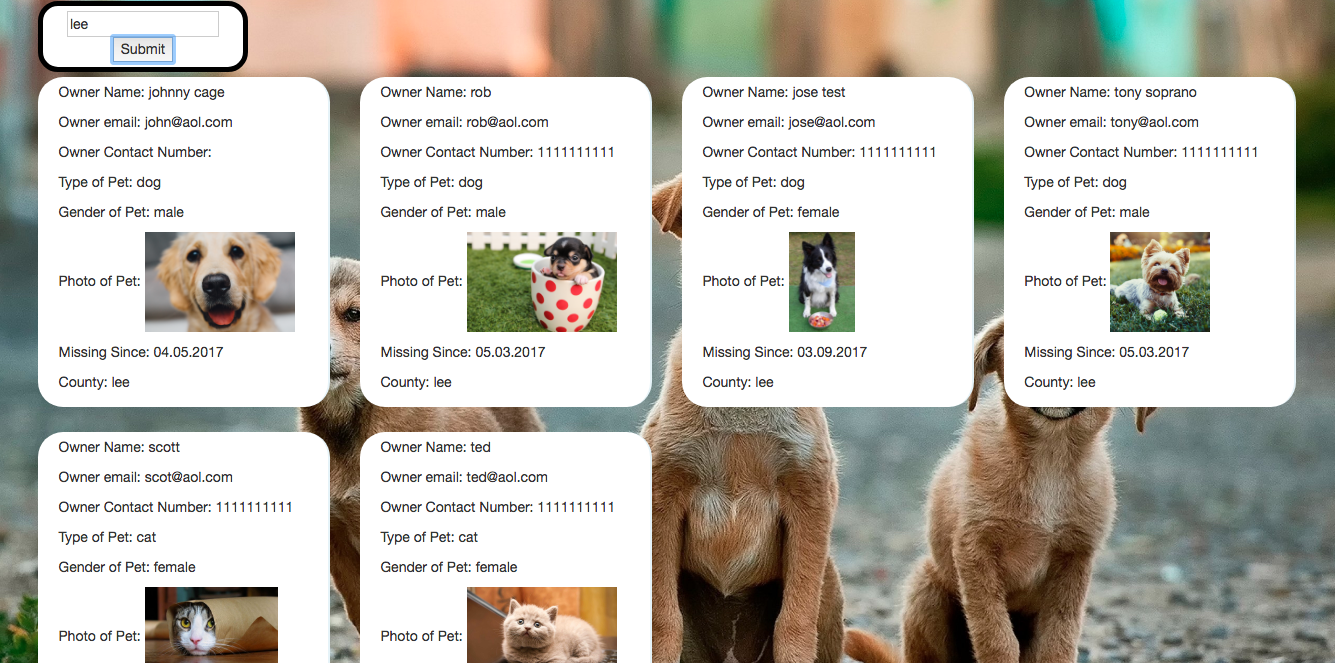 lee
Submit
Owner Name: johnny cage
Owner email: john@aol.com
Owner Contact Number:
Type of Pet: dog
Gender of Pet: male
Photo of Pet:
Missing Since: 04.05.2017
County: lee
Owner Name: rob
Owner email: rob@aol.com
Owner Contact Number: 1111111111
Type of Pet: dog
Gender of Pet: male
Photo of Pet:
Missing Since: 05.03.2017
County: lee
Owner Name: jose test
Owner email: jose@aol.com
Owner Contact Number: 1111111111
Type of Pet: dog
Gender of Pet: female
Photo of Pet:
Missing Since: 03.09.2017
County: lee
Owner Name: tony soprano
Owner email: tony@aol.com
Owner Contact Number: 1111111111
Type of Pet: dog
Gender of Pet: male
Photo of Pet:
Missing Since: 05.03.2017
County: lee
Owner Name: scott
Owner email: scot@aol.com
Owner Contact Number: 1111111111
Type of Pet: cat
Gender of Pet: female
Photo of Pet:
Owner Name: ted
Owner email: ted@aol.com
Owner Contact Number: 1111111111
Type of Pet: cat
Gender of Pet: female
Photo of Pet: